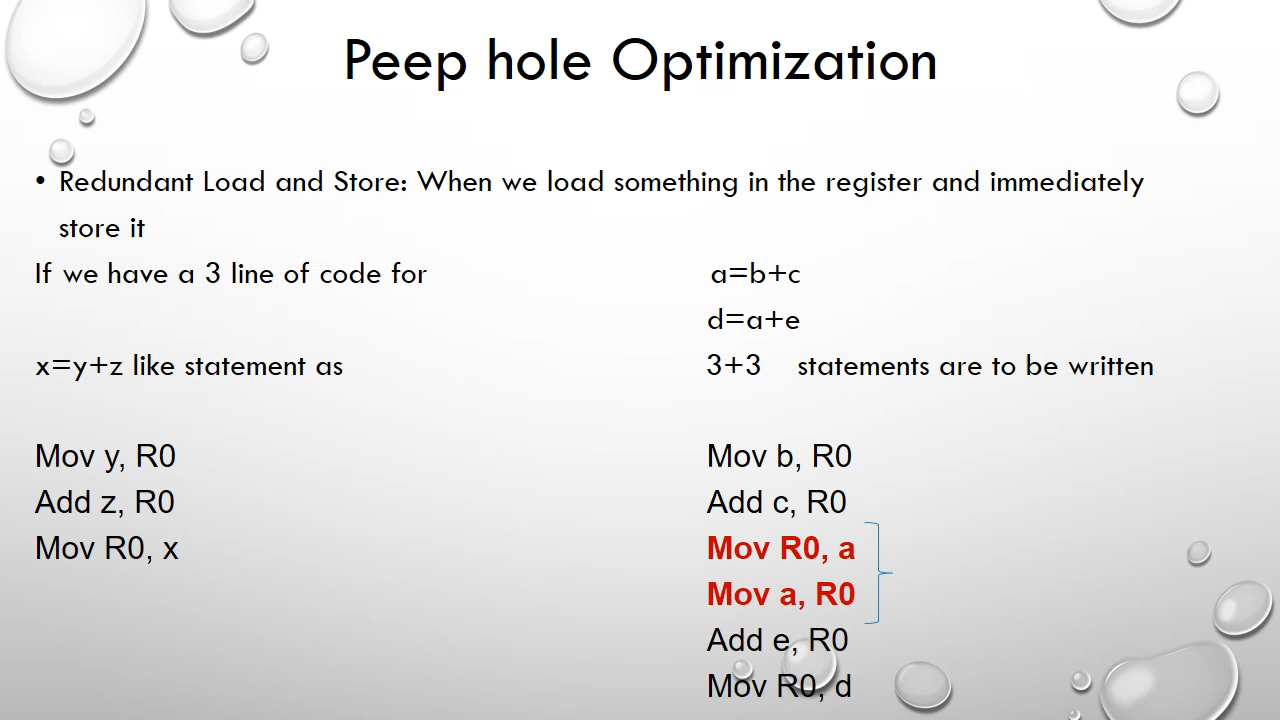 Peep hole Optimization
• Redundant Load and Store: When we load something in the register and immediately
store it
If we have a 3 line of code for
x=y+z like statement as
Mov y, R0
Add z, R0
Mov R0, x
a=b+c
d=a+e
3+3 statements are to be written
Mov b, R0
Add c, R0
Mov R0, a
Mov a, R0
Add e, R0
Mov R0, d